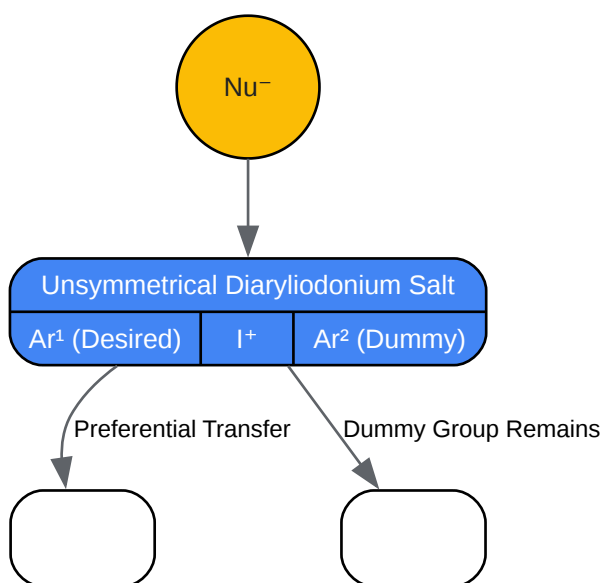 Nu⁻
Unsymmetrical Diaryliodonium Salt
Ar¹ (Desired) I⁺ Ar² (Dummy)
Preferential Transfer Dummy Group Remains